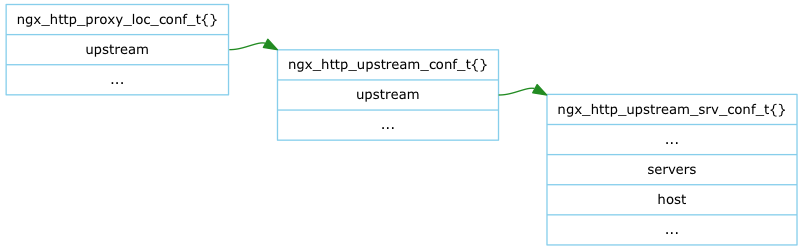 ngx_http_proxy_loc_conf_t{}
upstream
...
ngx_http_upstream_conf_t{}
upstream
...
ngx_http_upstream_srv_conf_t{}
...
servers
host
...